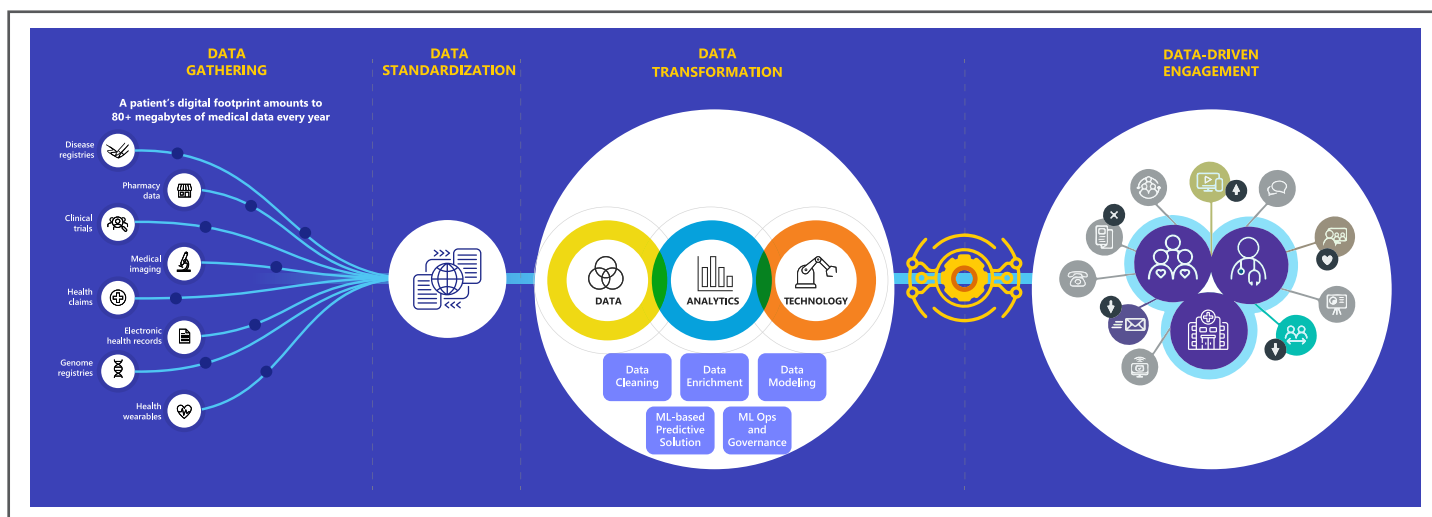 DATA
GATHERING
DATA
STANDARDIZATION
DATA
TRANSFORMATION
DATA-DRIVEN
ENGAGEMENT
A patient's digital footprint amounts to
80+ megabytes of medical data every year
Disease
registries
Pharmacy
data
Clinical
trials
Medical
imaging
Health
claims
Electronic
health records
Genome
registries
Health
wearables
DATA
ANALYTICS
TECHNOLOGY
Data
Cleaning
Data
Enrichment
Data
Modeling
ML-based
Predictive
Solution
ML Ops
and
Governance